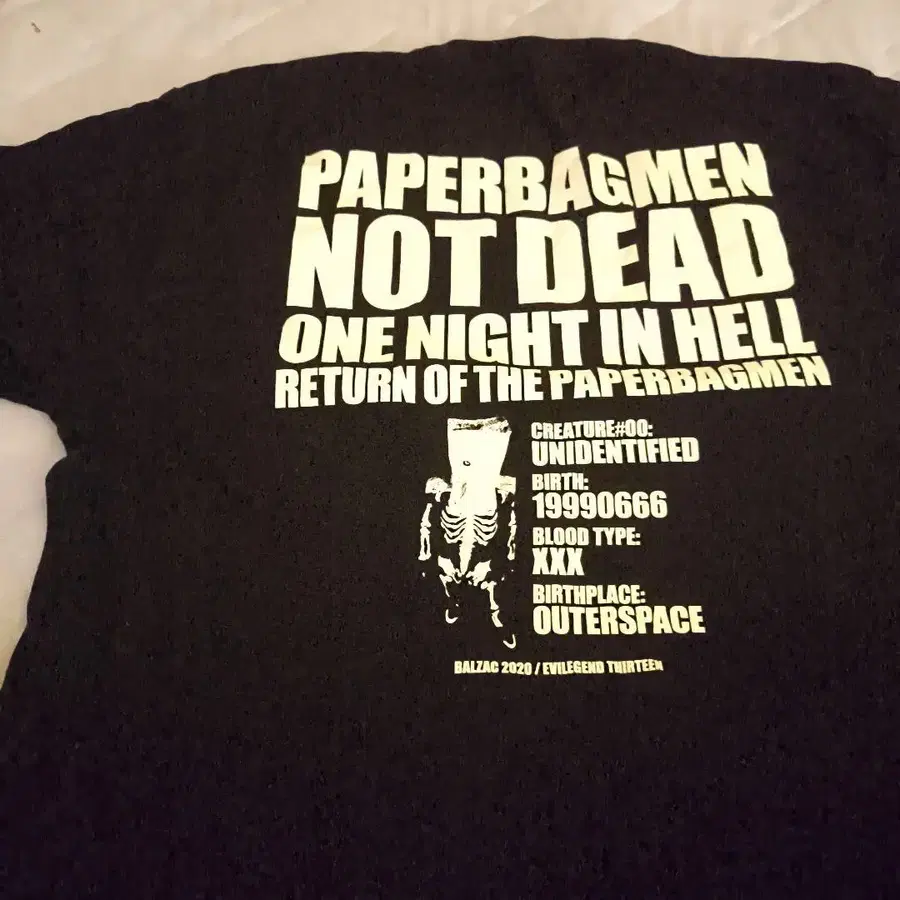 PAPERBAGMEN
NOT DEAD
ONE NIGHT IN HELL
RETURN OF THE PAPERBAGMEN
CREATURE#00:
UNIDENTIFIED
BIRTH:
19990666
BLOOD TYPE:
XXX
BIRTHPLACE:
OUTERSPACE
BALZAC 2020 / EVILEGEND THIRTEEN